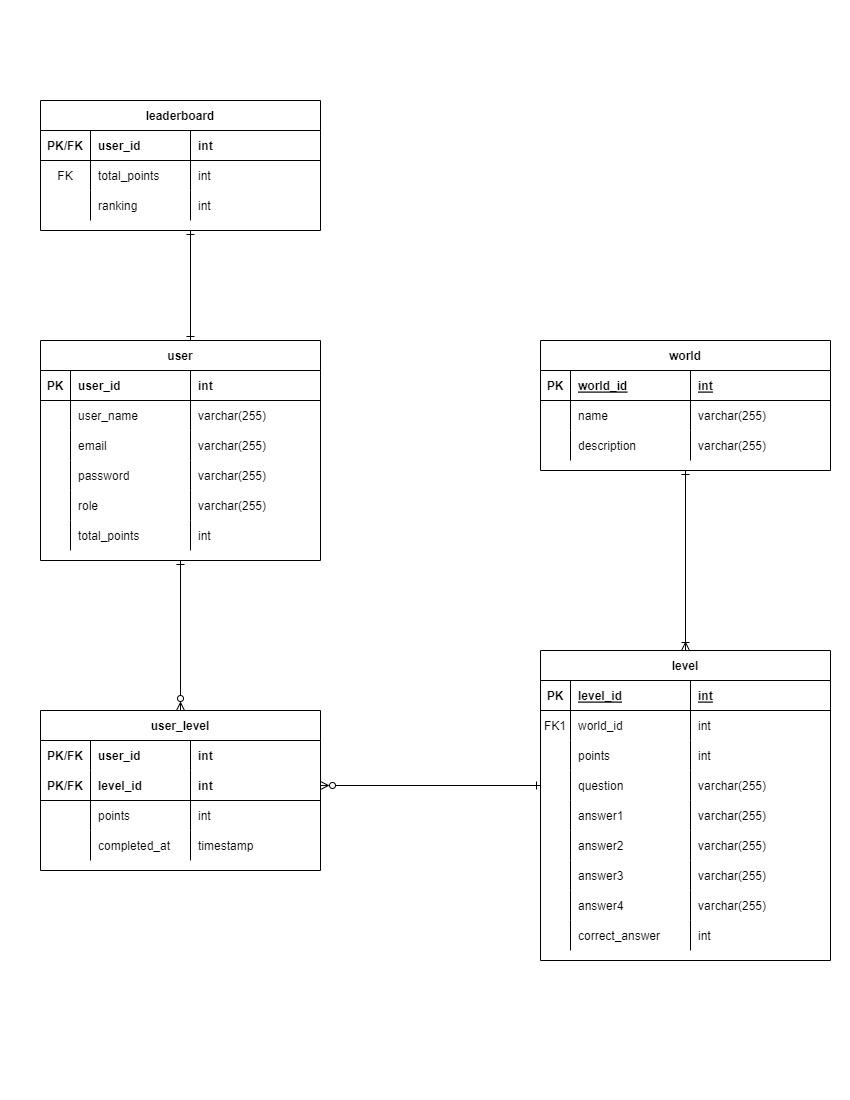 leaderboard
PK/FK user_id int
FK total_points int
ranking int
user
PK user_id int
user_name varchar(255)
email varchar(255)
password varchar(255)
role varchar(255)
total_points int
world
PK world_id int
name varchar(255)
description varchar(255)
user_level
PK/FK user_id int
PK/FK level_id int
points int
completed_at timestamp
level
PK level_id int
FK1 world_id int
points int
question varchar(255)
answer1 varchar(255)
answer2 varchar(255)
answer3 varchar(255)
answer4 varchar(255)
correct_answer int